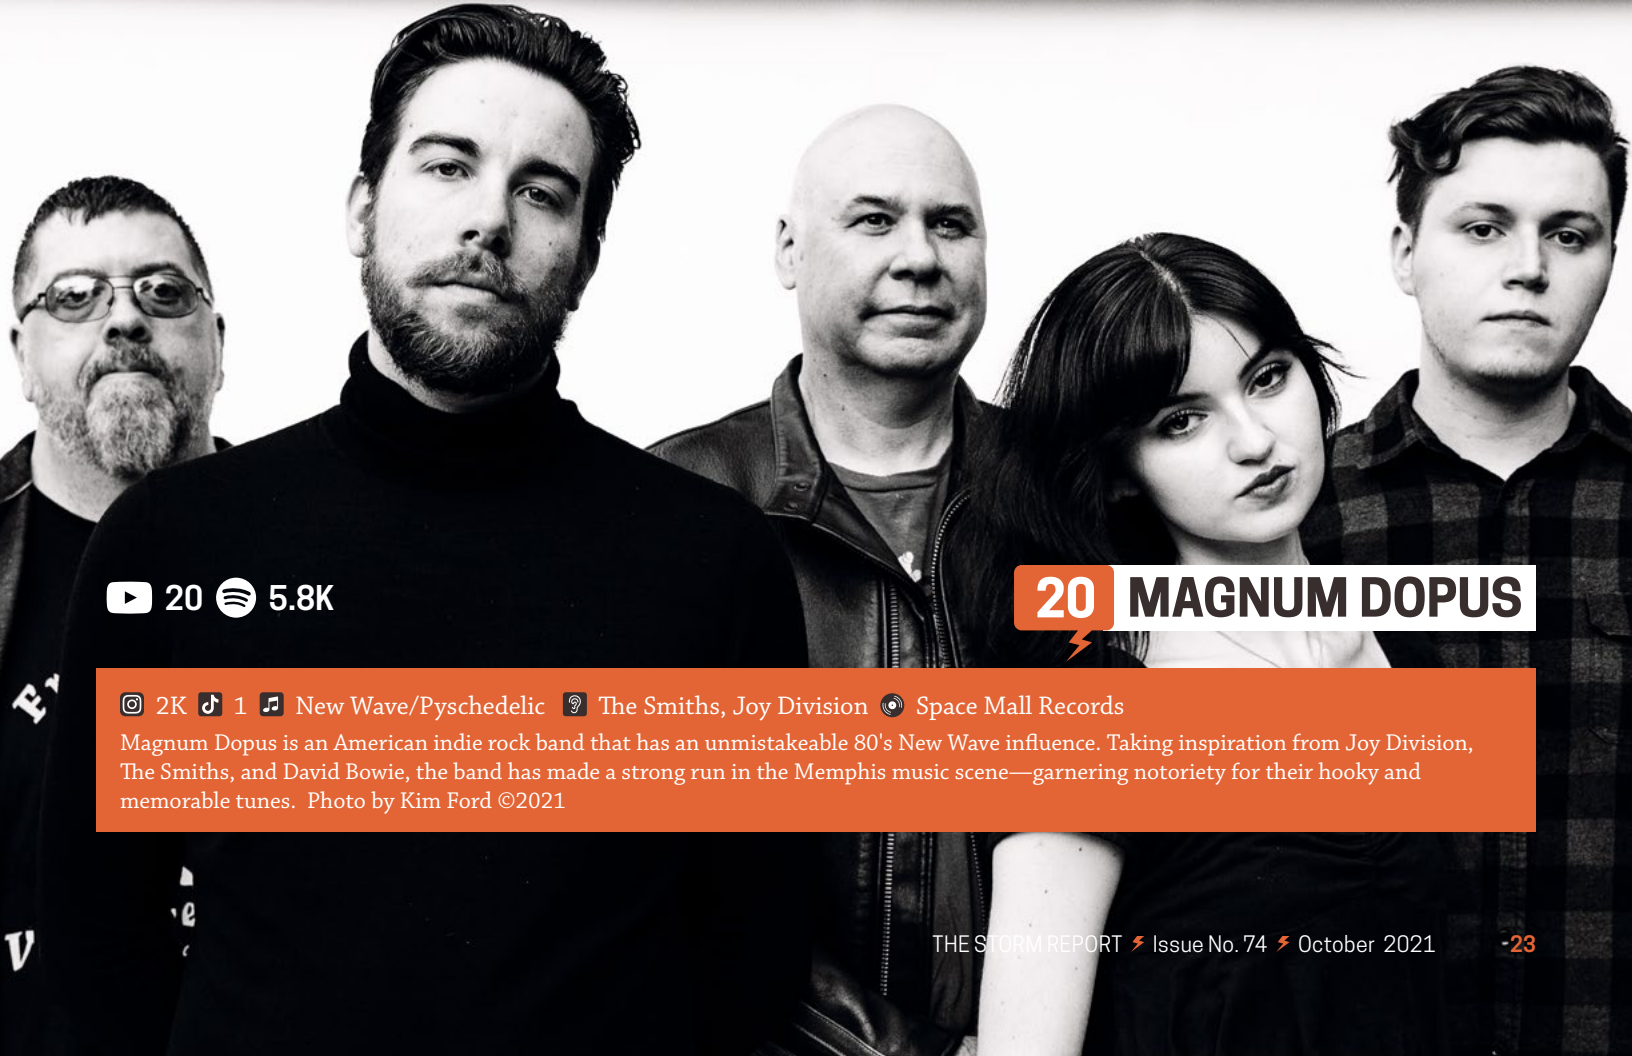 20 5.8K
20 MAGNUM DOPUS
2K 1 New Wave/Pyschedelic The Smiths, Joy Division Space Mall Records
Magnum Dopus is an American indie rock band that has an unmistakeable 80's New Wave influence. Taking inspiration from Joy Division,
The Smiths, and David Bowie, the band has made a strong run in the Memphis music scene—garnering notoriety for their hooky and
memorable tunes.  Photo by Kim Ford ©2021
THE STORM REPORT Issue No. 74 October 2021 -23